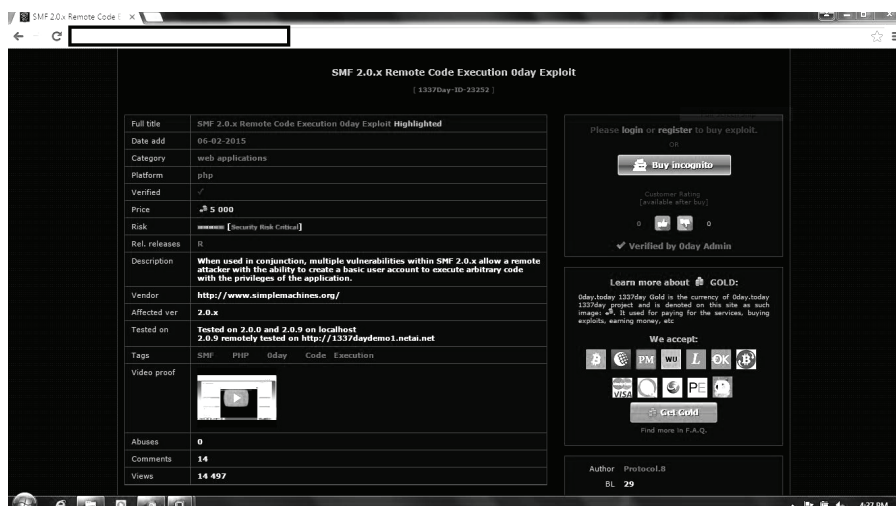 SMF 2.0.x Remote Code E
SMF 2.0.x Remote Code Execution 0day Exploit
[ 1337Day-ID-23252 ]
Full title SMF 2.0.x Remote Code Execution 0day Exploit Highlighted
Date add 06-02-2015
Category web applications
Platform php
Verified ✓
Price 5 000
Risk [Security Risk Critical]
Rel. releases R
Description When used in conjunction, multiple vulnerabilities within SMF 2.0.x allow a remote
attacker with the ability to create a basic user account to execute arbitrary code
with the privileges of the application.
Vendor http://www.simplemachines.org/
Affected ver 2.0.x
Tested on Tested on 2.0.0 and 2.0.9 on localhost
2.0.9 remotely tested on http://1337daydemo1.netai.net
Tags SMF PHP 0day Code Execution
Video proof
Abuses 0
Comments 14
Views 14 497
Please login or register to buy exploit.
OR
Buy incognito
Customer Rating
[available after buy]
0 0
✔ Verified by 0day Admin
Learn more about GOLD:
0day.today 1337day Gold is the currency of 0day.today
1337day project and is denoted on this site as such
image: . It used for paying for the services, buying
exploits, earning money, etc
We accept:
PM WU L OK
VISA PE
Get Gold
Find more in F.A.Q.
Author Protocol.8
BL 29
4:37 PM